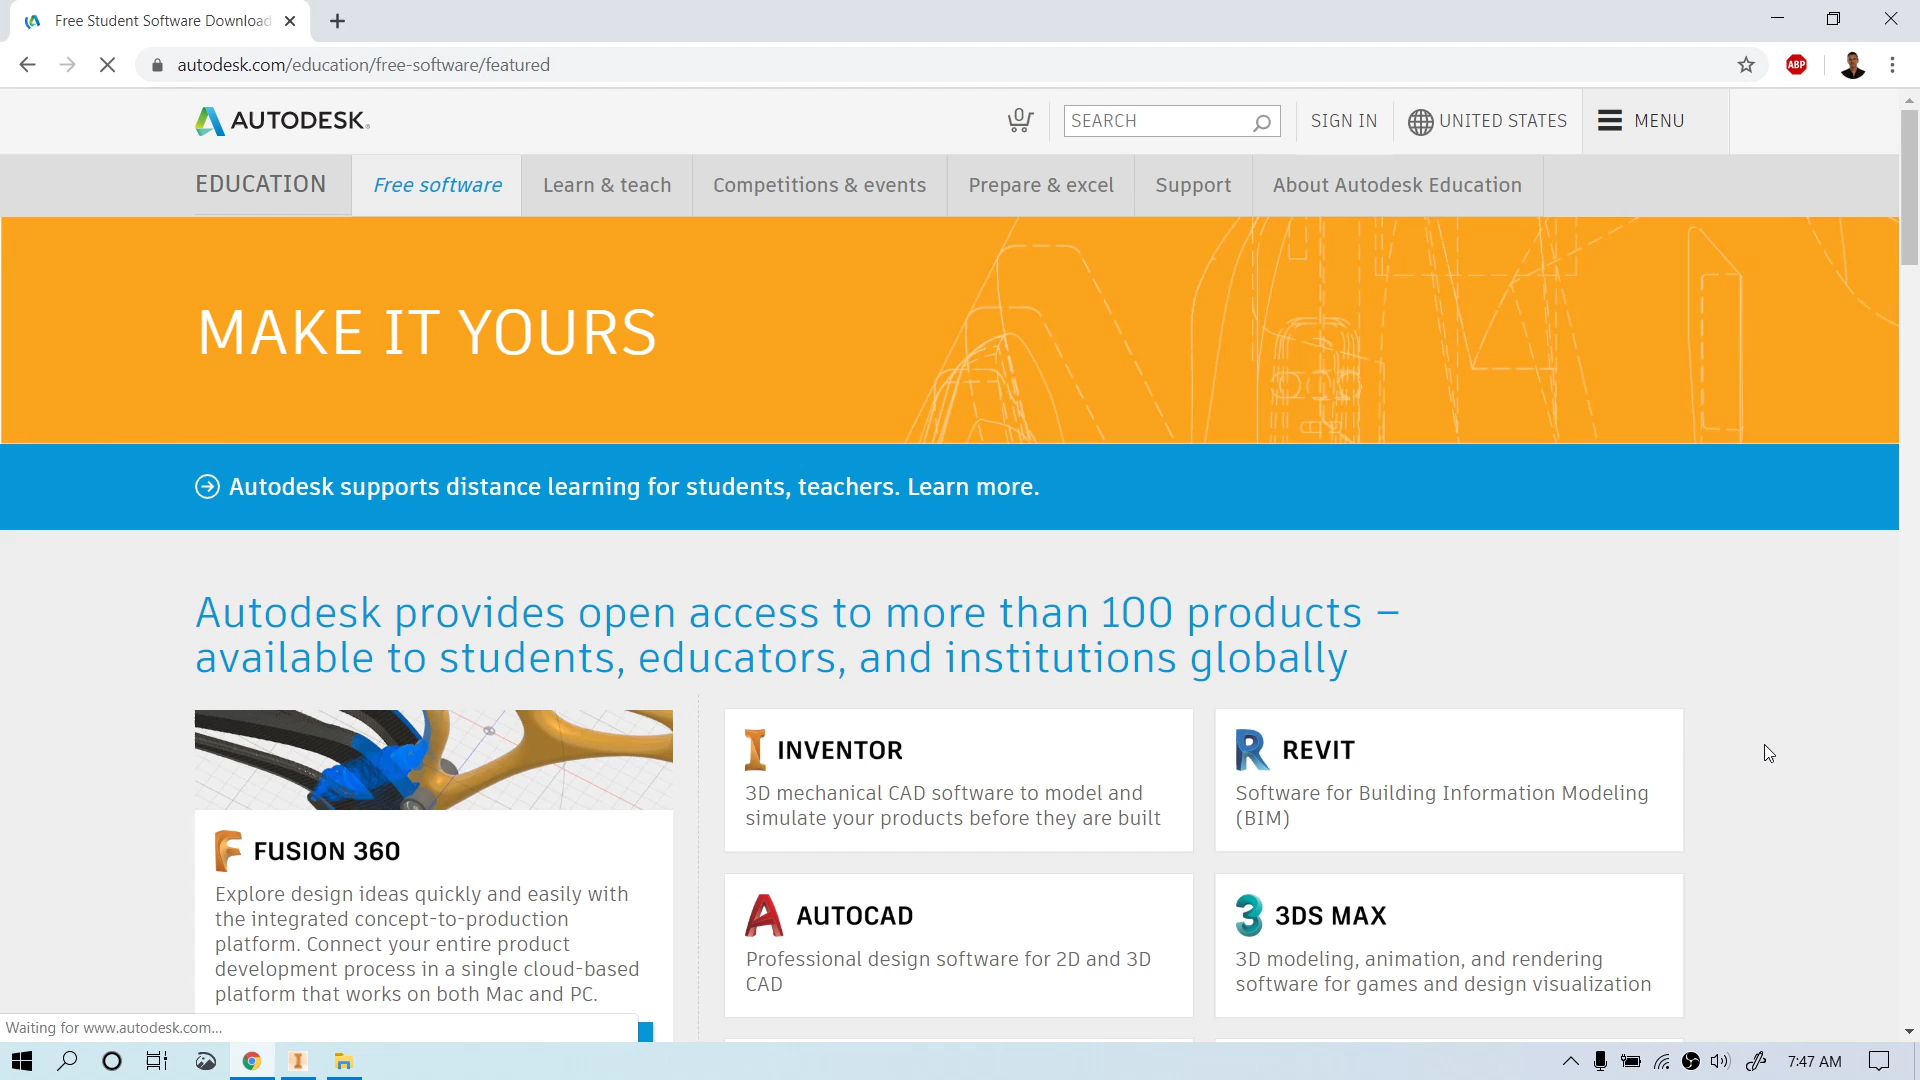 Free Student Software Download
autodesk.com/education/free-software/featured
ABP
AUTODESK.
0
SEARCH
SIGN IN
UNITED STATES
MENU
EDUCATION
Free software
Learn & teach
Competitions & events
Prepare & excel
Support
About Autodesk Education
MAKE IT YOURS
Autodesk supports distance learning for students, teachers. Learn more.
Autodesk provides open access to more than 100 products –
available to students, educators, and institutions globally
FUSION 360
Explore design ideas quickly and easily with
the integrated concept-to-production
platform. Connect your entire product
development process in a single cloud-based
platform that works on both Mac and PC.
INVENTOR
3D mechanical CAD software to model and
simulate your products before they are built
REVIT
Software for Building Information Modeling
(BIM)
AUTOCAD
Professional design software for 2D and 3D
CAD
3DS MAX
3D modeling, animation, and rendering
software for games and design visualization
Waiting for www.autodesk.com...
7:47 AM